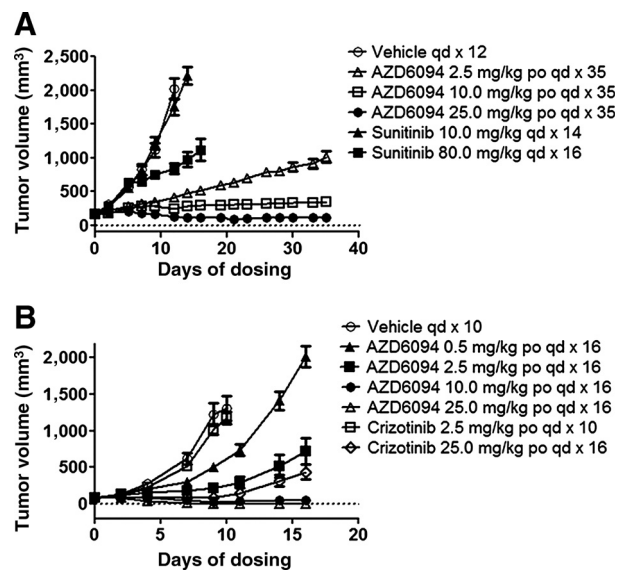 A
Tumor volume (mm³)
2,500
2,000
1,500
1,000
500
0
0 10 20 30 40
Days of dosing
Vehicle qd x 12
AZD6094 2.5 mg/kg po qd x 35
AZD6094 10.0 mg/kg po qd x 35
AZD6094 25.0 mg/kg po qd x 35
Sunitinib 10.0 mg/kg qd x 14
Sunitinib 80.0 mg/kg qd x 16
B
Tumor volume (mm³)
2,000
1,500
1,000
500
0
0 5 10 15 20
Days of dosing
Vehicle qd x 10
AZD6094 0.5 mg/kg po qd x 16
AZD6094 2.5 mg/kg po qd x 16
AZD6094 10.0 mg/kg po qd x 16
AZD6094 25.0 mg/kg po qd x 16
Crizotinib 2.5 mg/kg po qd x 10
Crizotinib 25.0 mg/kg po qd x 16